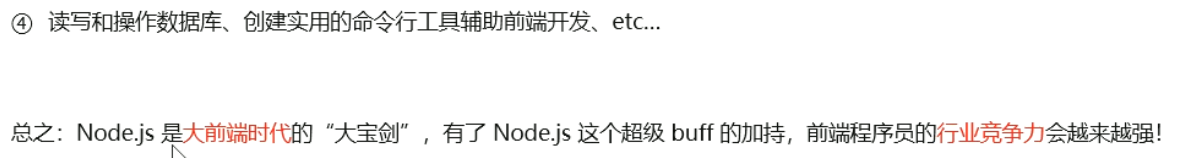 ④ 读写和操作数据库、创建实用的命令行工具辅助前端开发、etc...
总之：Node.js 是大前端时代的“大宝剑”，有了 Node.js 这个超级 buff 的加持，前端程序员的行业竞争力会越来越强！